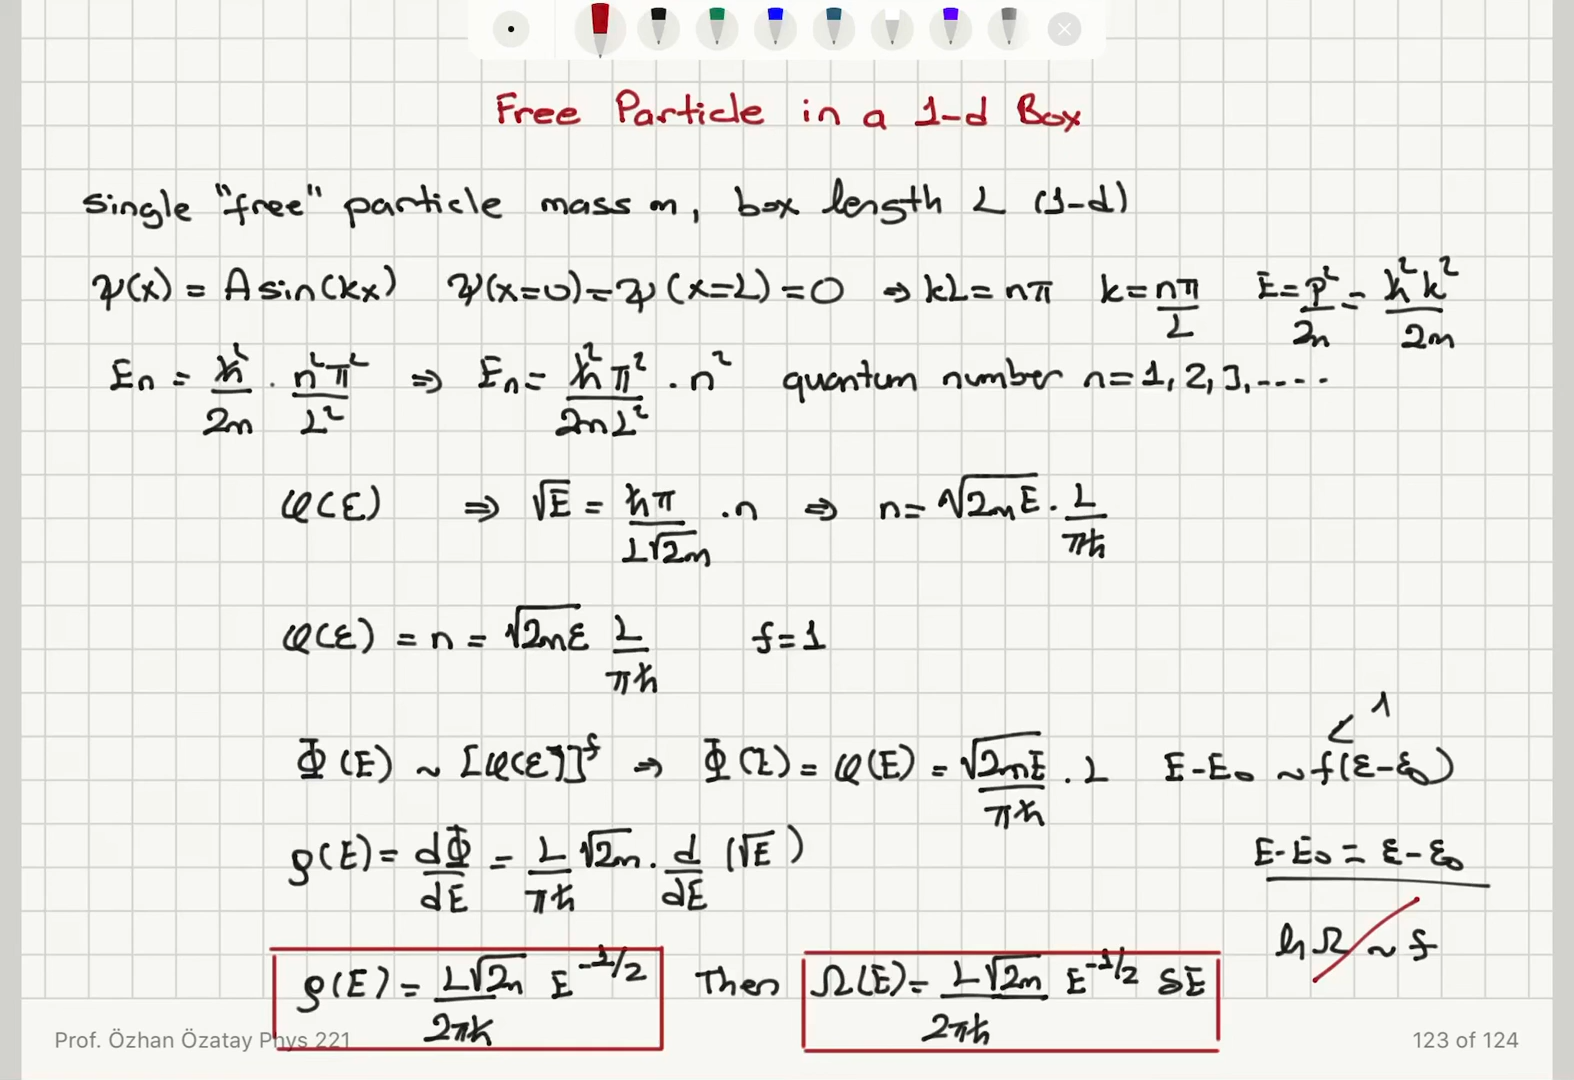 Free Particle in a 1-d Box
single "free" particle mass m, box length L (1-d)
ψ(x) = A sin(kx) ψ(x=0)=ψ(x=L)=0 → kL = nπ k = nπ/L E = p²/2m = ħ²k²/2m
En = ħ²/2m · n²π²/L² ⇒ En = ħ²π²/2mL² · n² quantum number n=1,2,3,----
φ(ε) ⇒ √E = ħπ/L√2m · n ⇒ n = √2mE · L/πħ
φ(ε) = n = √2mε L/πħ f=1
Φ(E) ~ [φ(ε)]^f → Φ(E) = φ(E) = √2mE/πħ · L E-E₀ ~ f(ε-ε₀)
1
ρ(E) = dΦ/dE = L/πħ √2m · d/dE (√E)
E-E₀ = ε-ε₀
ln Ω ~ f
ρ(E) = L√2m/2πħ E^-1/2 Then Ω(E) = L√2m/2πħ E^-1/2 δE
Prof. Özhan Özatay Phys 221
123 of 124